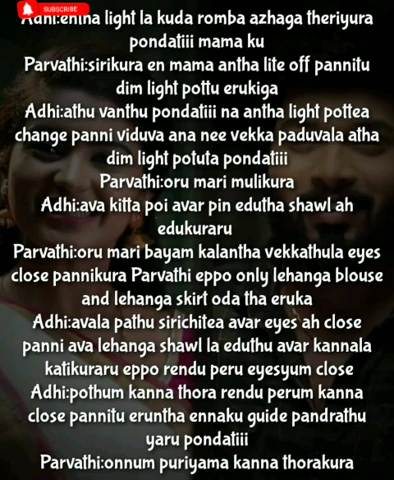 SUBSCRIBE
Adhi:entha light la kuda romba azhaga theriyura
pondatiii mama ku
Parvathi:sirikura en mama antha lite off pannitu
dim light pottu erukiga
Adhi:athu vanthu pondatiii na antha light pottea
change panni viduva ana nee vekka paduvala atha
dim light potuta pondatiii
Parvathi:oru mari mulikura
Adhi:ava kitta poi avar pin edutha shawl ah
edukuraru
Parvathi:oru mari bayam kalantha vekkathula eyes
close pannikura Parvathi eppo only lehanga blouse
and lehanga skirt oda tha eruka
Adhi:avala pathu sirichitea avar eyes ah close
panni ava lehanga shawl la eduthu avar kannala
katikuraru eppo rendu peru eyesyum close
Adhi:pothum kanna thora rendu perum kanna
close pannitu eruntha ennaku guide pandrathu
yaru pondatiii
Parvathi:onnum puriyama kanna thorakura